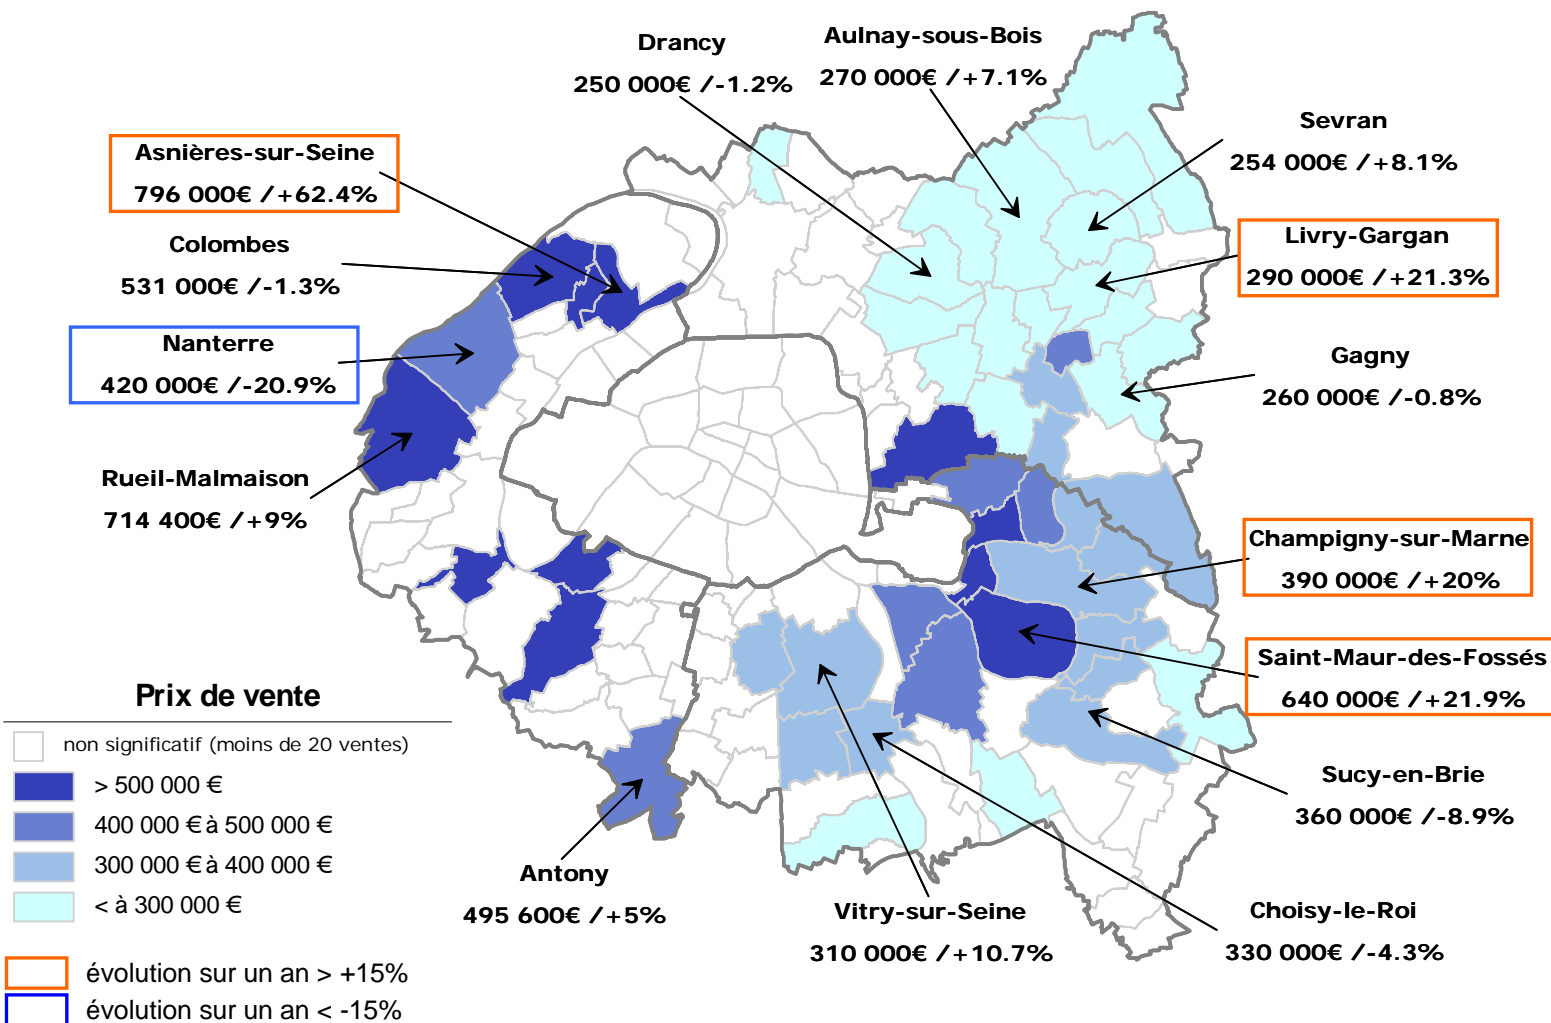 Drancy
250 000€ /-1.2%
Aulnay-sous-Bois
270 000€ /+7.1%
Sevran
254 000€ /+8.1%
Asnières-sur-Seine
796 000€ /+62.4%
Livry-Gargan
290 000€ /+21.3%
Colombes
531 000€ /-1.3%
Nanterre
420 000€ /-20.9%
Gagny
260 000€ /-0.8%
Rueil-Malmaison
714 400€ /+9%
Champigny-sur-Marne
390 000€ /+20%
Saint-Maur-des-Fossés
640 000€ /+21.9%
Sucy-en-Brie
360 000€ /-8.9%
Antony
495 600€ /+5%
Vitry-sur-Seine
310 000€ /+10.7%
Choisy-le-Roi
330 000€ /-4.3%
Prix de vente
non significatif (moins de 20 ventes)
> 500 000 €
400 000 € à 500 000 €
300 000 € à 400 000 €
< à 300 000 €
évolution sur un an > +15%
évolution sur un an < -15%